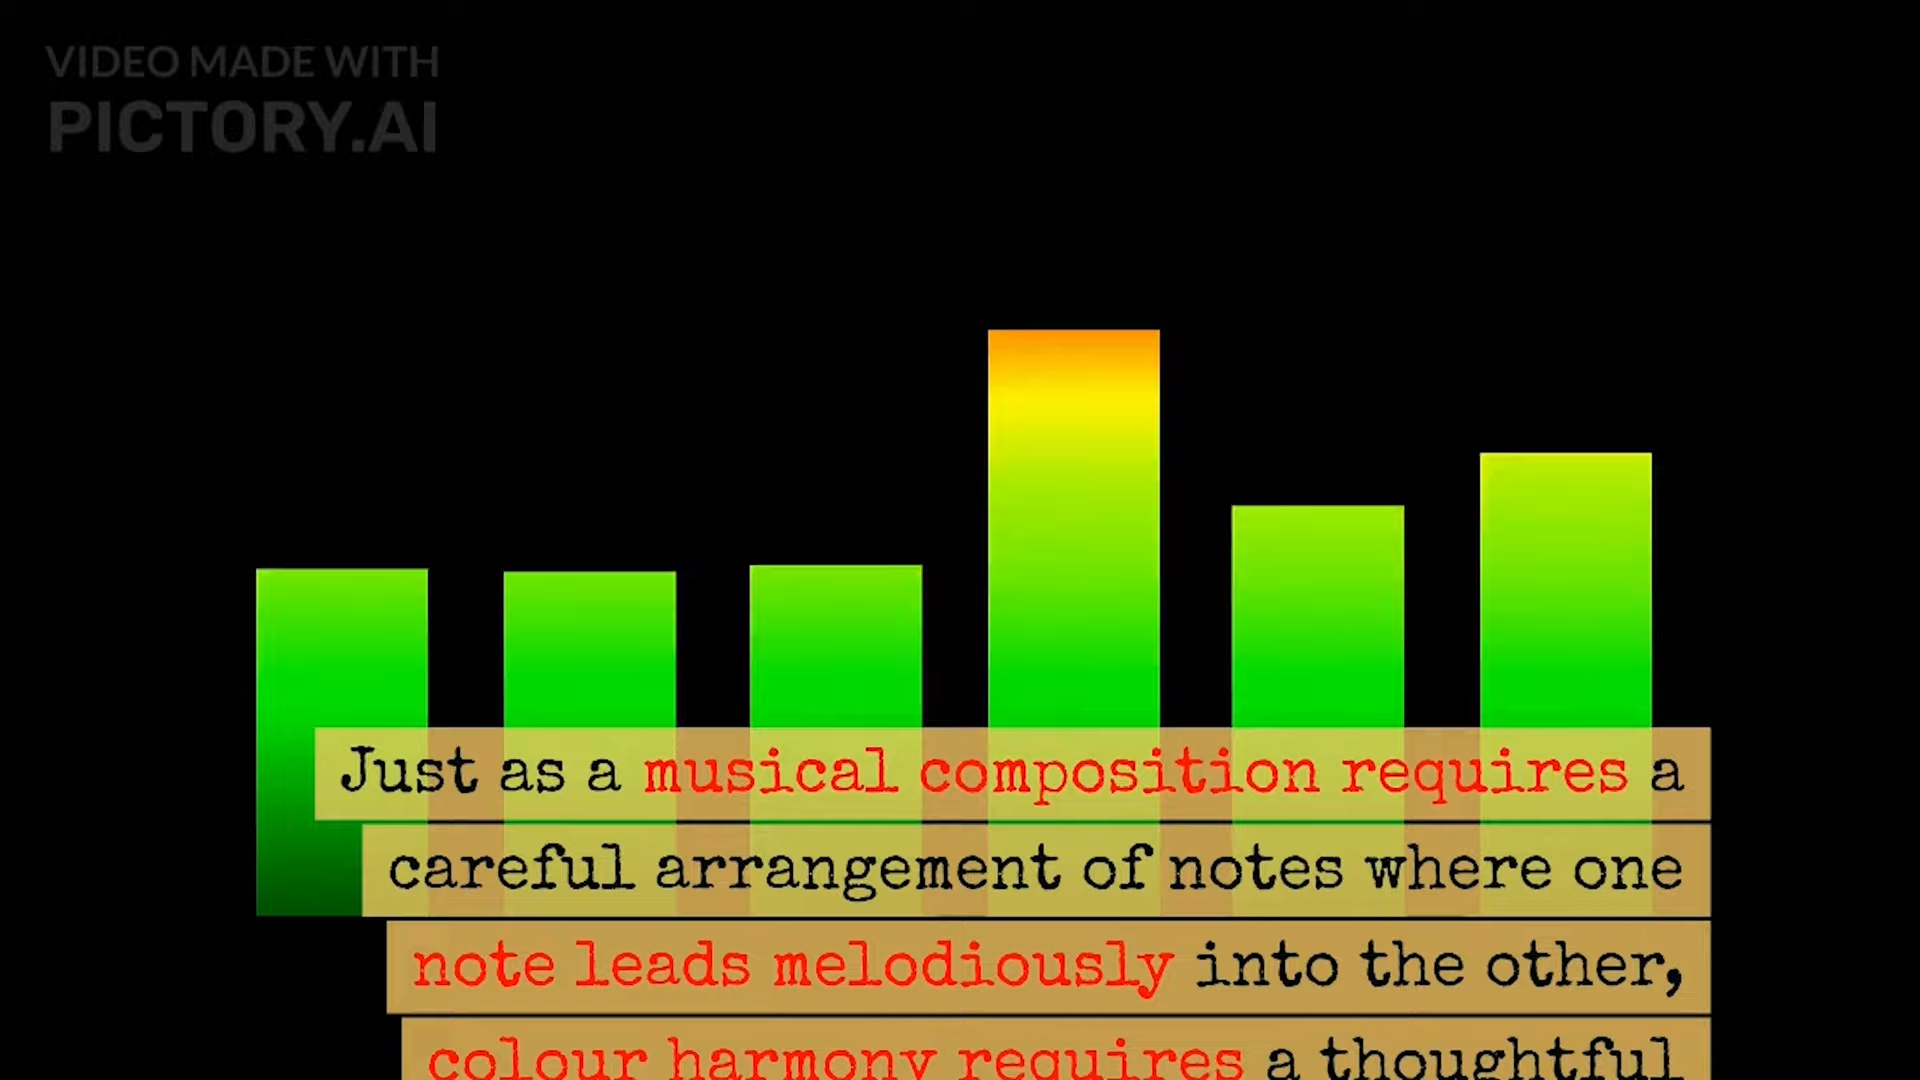 VIDEO MADE WITH
PICTORY.AI
Just as a musical composition requires a
careful arrangement of notes where one
note leads melodiously into the other,
colour harmony requires a thoughtful